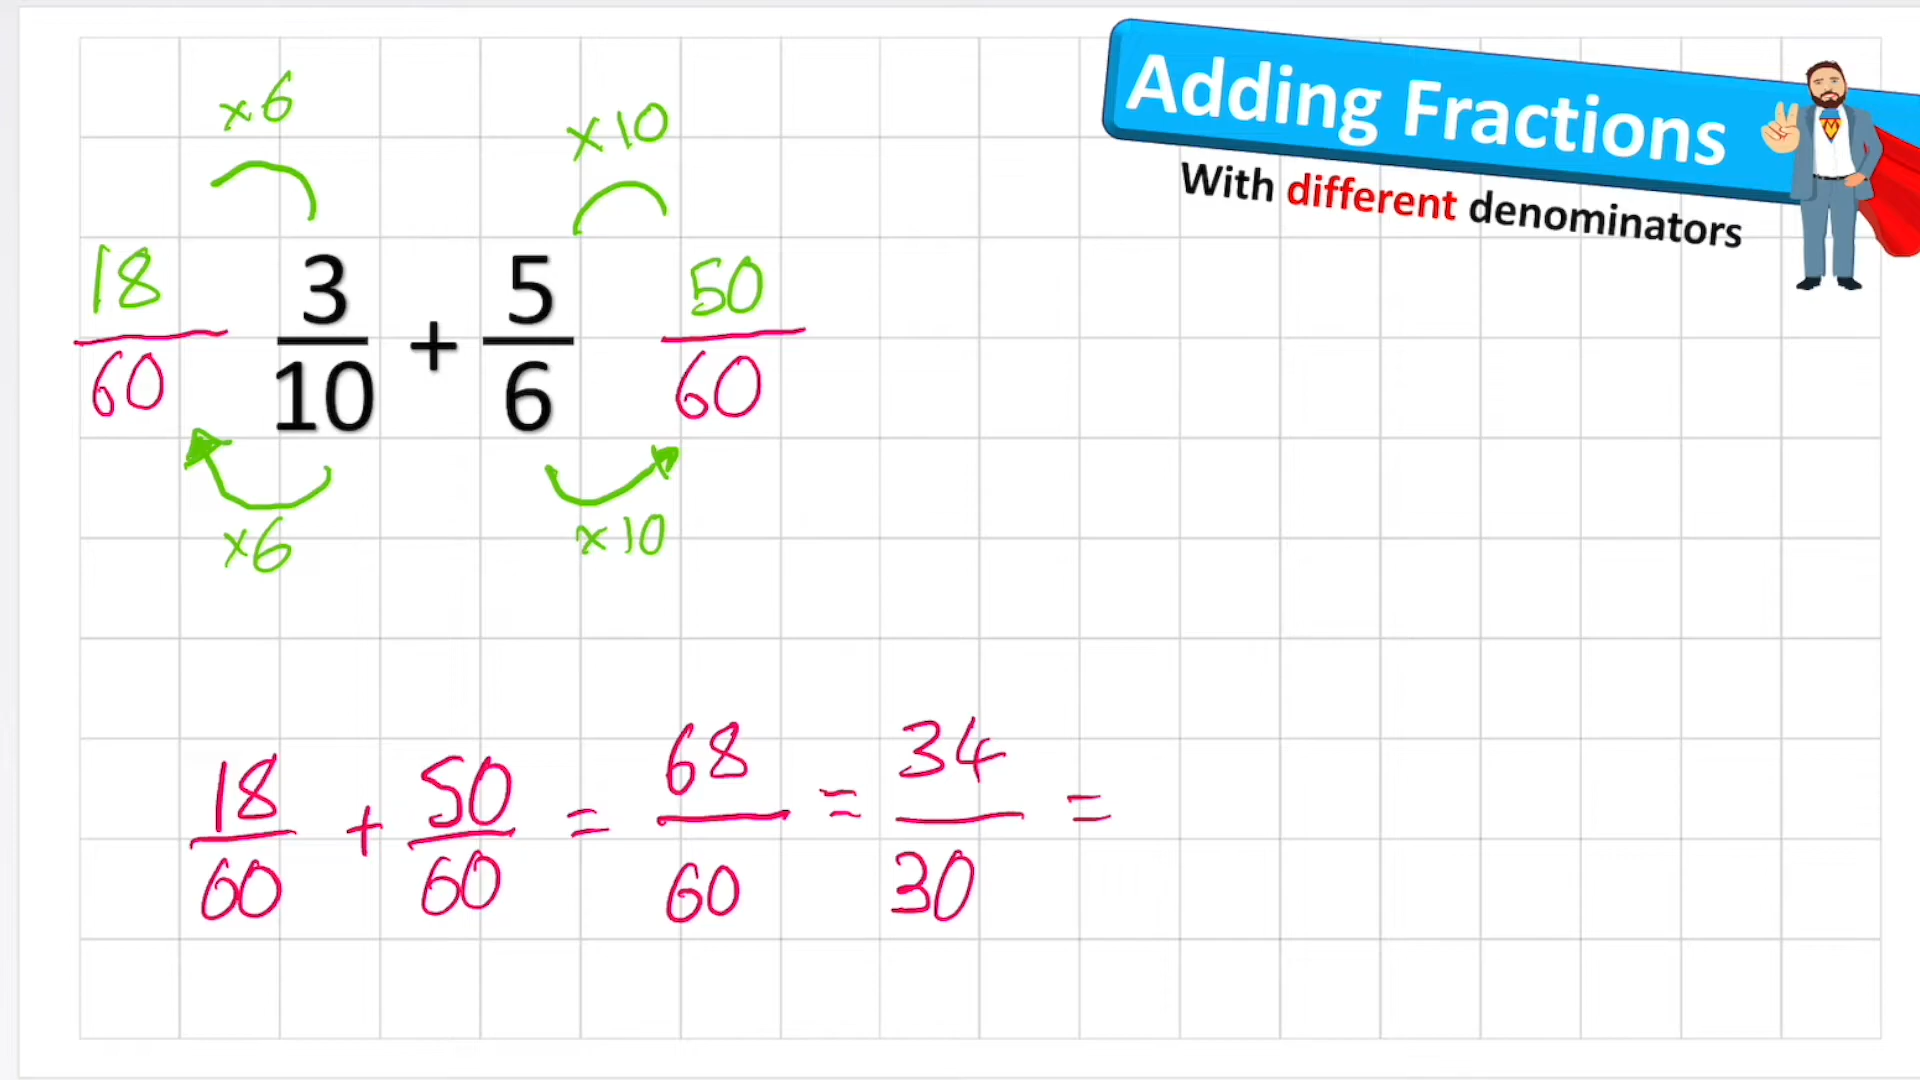 Adding Fractions
With different denominators
×6
×10
18/60 3/10 + 5/6 50/60
×6
×10
18/60 + 50/60 = 68/60 = 34/30 =